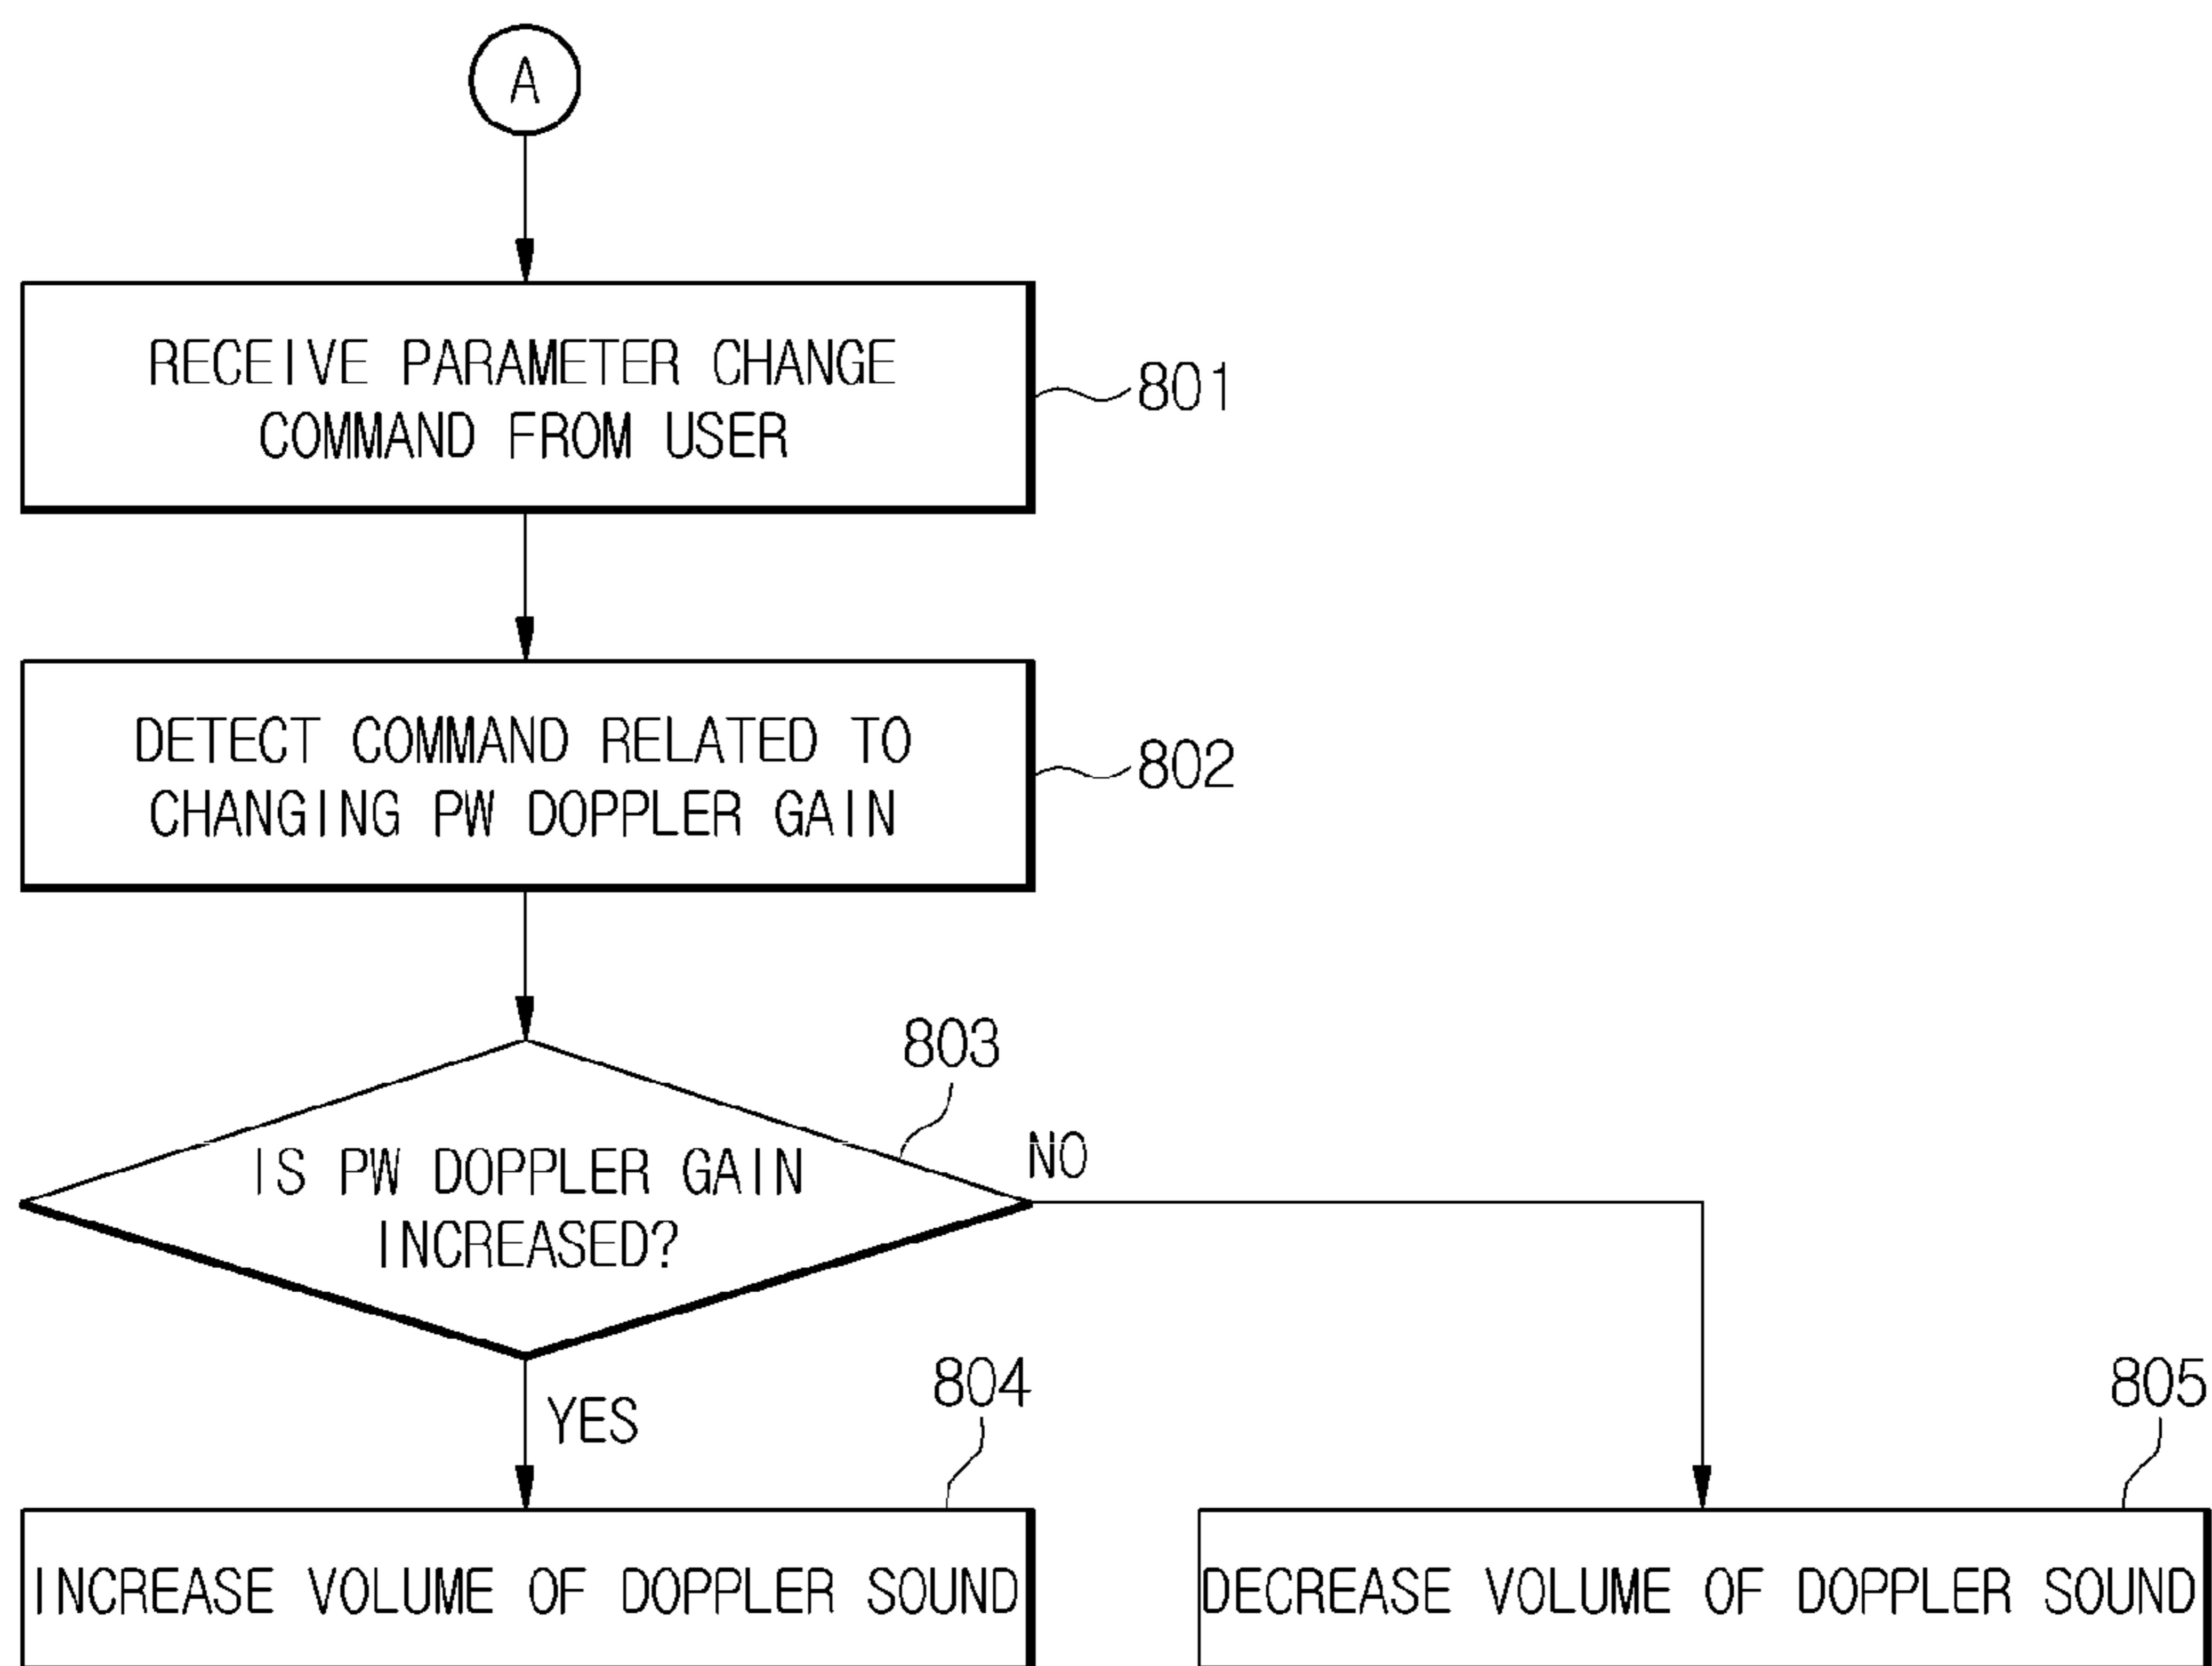 A
RECEIVE PARAMETER CHANGE
COMMAND FROM USER
801
DETECT COMMAND RELATED TO
CHANGING PW DOPPLER GAIN
802
803
IS PW DOPPLER GAIN
INCREASED?
NO
YES
804
805
INCREASE VOLUME OF DOPPLER SOUND
DECREASE VOLUME OF DOPPLER SOUND